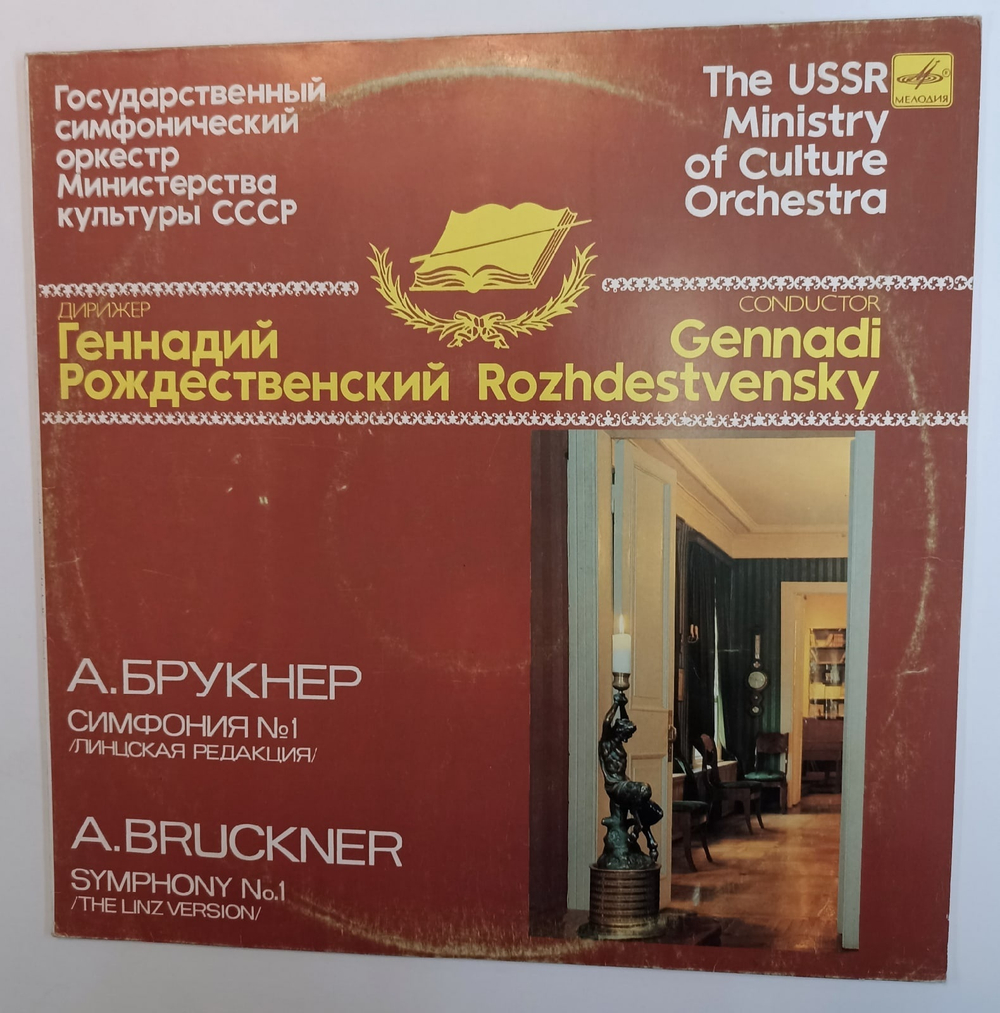 Государственный
симфонический
оркестр
Министерства
культуры СССР
The USSR
Ministry
of Culture
Orchestra
МЕЛОДИЯ
ДИРИЖЕР
Геннадий
Рождественский
CONDUCTOR
Gennadi
Rozhdestvensky
А.БРУКНЕР
СИМФОНИЯ №1
/ЛИНЦСКАЯ РЕДАКЦИЯ/
A.BRUCKNER
SYMPHONY No.1
/THE LINZ VERSION/